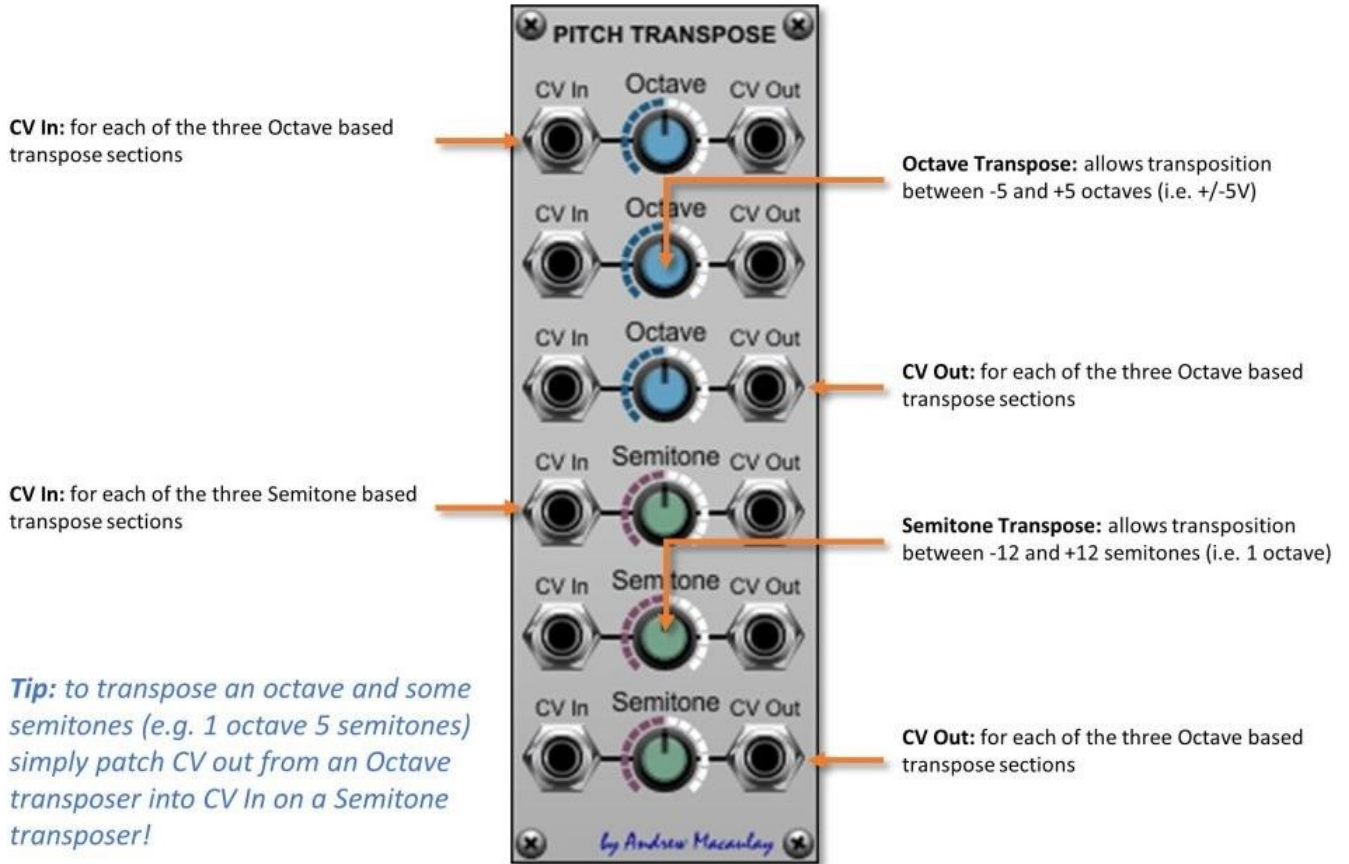 PITCH TRANSPOSE
CV In Octave CV Out
CV In Octave CV Out
CV In Octave CV Out
CV In Semitone CV Out
CV In Semitone CV Out
CV In Semitone CV Out
by Andrew Macaulay
CV In: for each of the three Octave based
transpose sections
CV In: for each of the three Semitone based
transpose sections
Tip: to transpose an octave and some
semitones (e.g. 1 octave 5 semitones)
simply patch CV out from an Octave
transposer into CV In on a Semitone
transposer!
Octave Transpose: allows transposition
between -5 and +5 octaves (i.e. +/-5V)
CV Out: for each of the three Octave based
transpose sections
Semitone Transpose: allows transposition
between -12 and +12 semitones (i.e. 1 octave)
CV Out: for each of the three Octave based
transpose sections